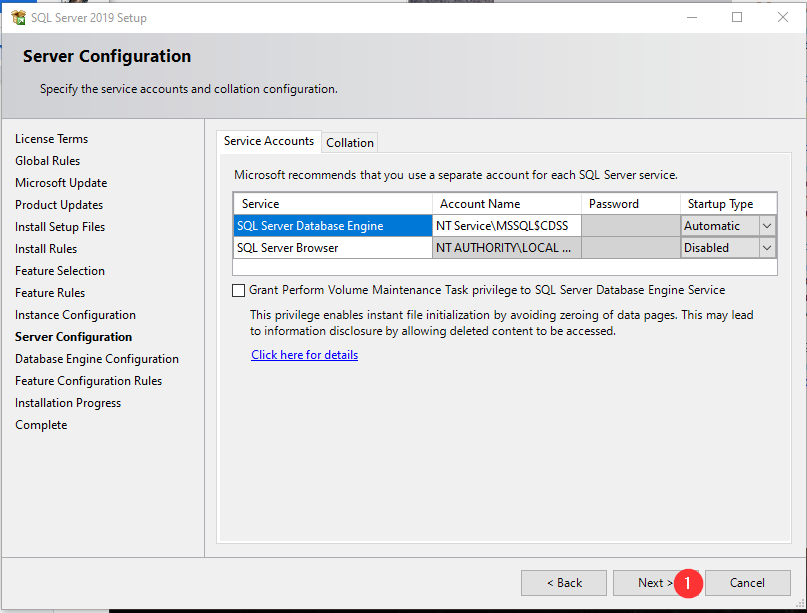 SQL Server 2019 Setup
Server Configuration
Specify the service accounts and collation configuration.
License Terms
Global Rules
Microsoft Update
Product Updates
Install Setup Files
Install Rules
Feature Selection
Feature Rules
Instance Configuration
Server Configuration
Database Engine Configuration
Feature Configuration Rules
Installation Progress
Complete
Service Accounts Collation
Microsoft recommends that you use a separate account for each SQL Server service.
Service Account Name Password Startup Type
SQL Server Database Engine NT Service\MSSQL$CDSS Automatic
SQL Server Browser NT AUTHORITY\LOCAL ... Disabled
Grant Perform Volume Maintenance Task privilege to SQL Server Database Engine Service
This privilege enables instant file initialization by avoiding zeroing of data pages. This may lead
to information disclosure by allowing deleted content to be accessed.
Click here for details
< Back Next > 1 Cancel